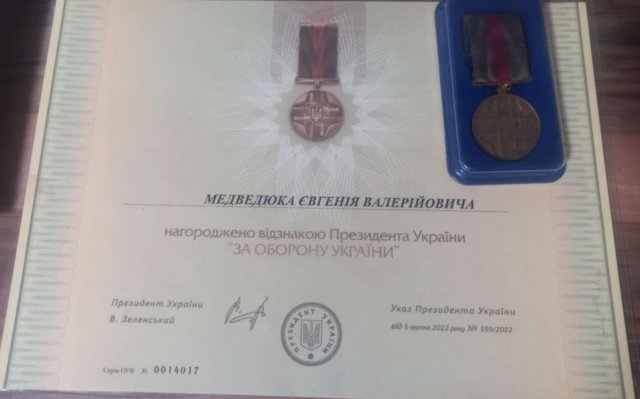 МЕДВЕДЮКА ЄВГЕНІЯ ВАЛЕРІЙОВИЧА
нагороджено відзнакою Президента України
"ЗА ОБОРОНУ УКРАЇНИ"
Президент України
В. Зеленський
ПРЕЗИДЕНТ УКРАЇНИ
Указ Президента України
від 5 серпня 2022 року № 559/2022
Серія ОУВ № 0014017